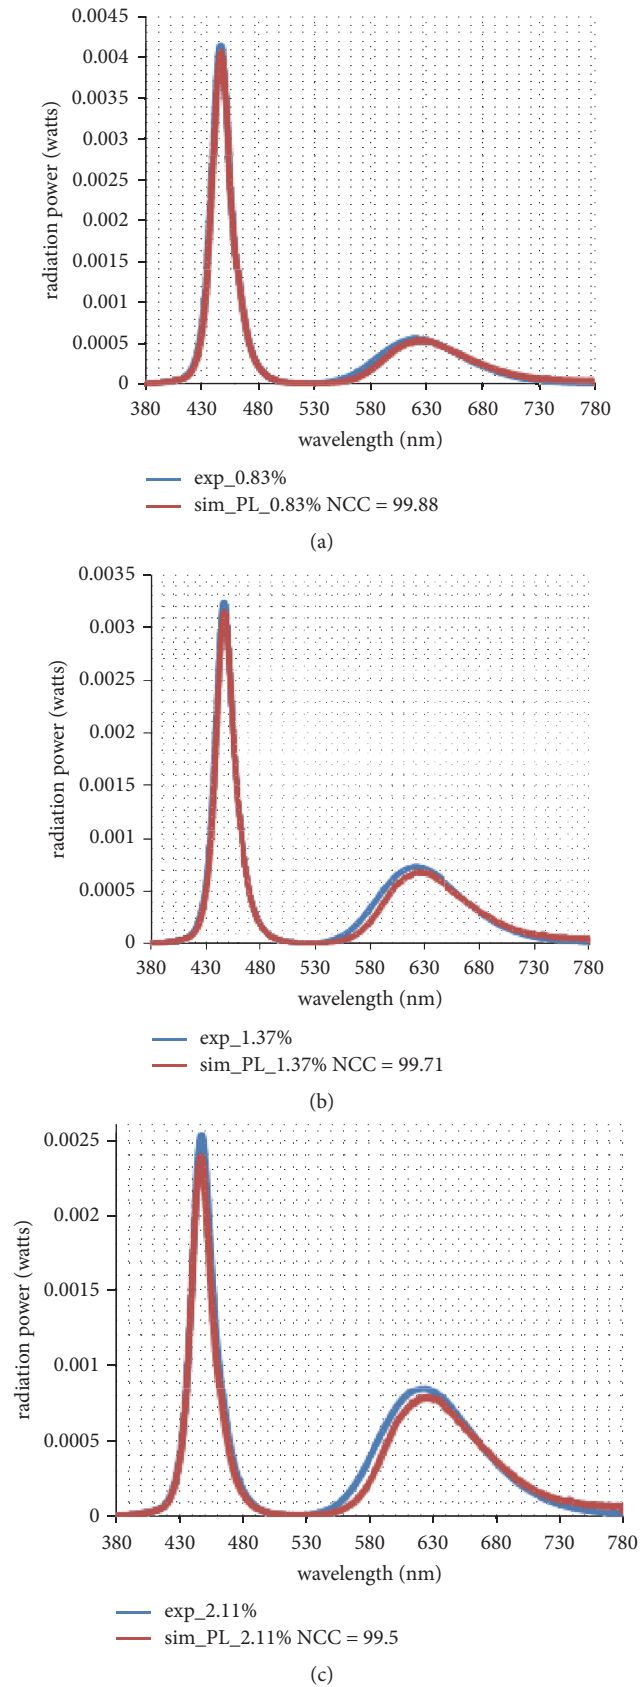 0.0045
0.004
0.0035
0.003
0.0025
0.002
0.0015
0.001
0.0005
0
radiation power (watts)
380 430 480 530 580 630 680 730 780
wavelength (nm)
exp_0.83%
sim_PL_0.83% NCC = 99.88
(a)
0.0035
0.003
0.0025
0.002
0.0015
0.001
0.0005
0
radiation power (watts)
380 430 480 530 580 630 680 730 780
wavelength (nm)
exp_1.37%
sim_PL_1.37% NCC = 99.71
(b)
0.0025
0.002
0.0015
0.001
0.0005
0
radiation power (watts)
380 430 480 530 580 630 680 730 780
wavelength (nm)
exp_2.11%
sim_PL_2.11% NCC = 99.5
(c)